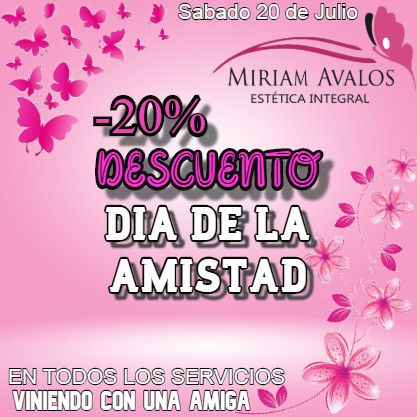 Sabado 20 de Julio
MIRIAM AVALOS
ESTÉTICA INTEGRAL
-20%
DESCUENTO
DIA DE LA
AMISTAD
EN TODOS LOS SERVICIOS
VINIENDO CON UNA AMIGA